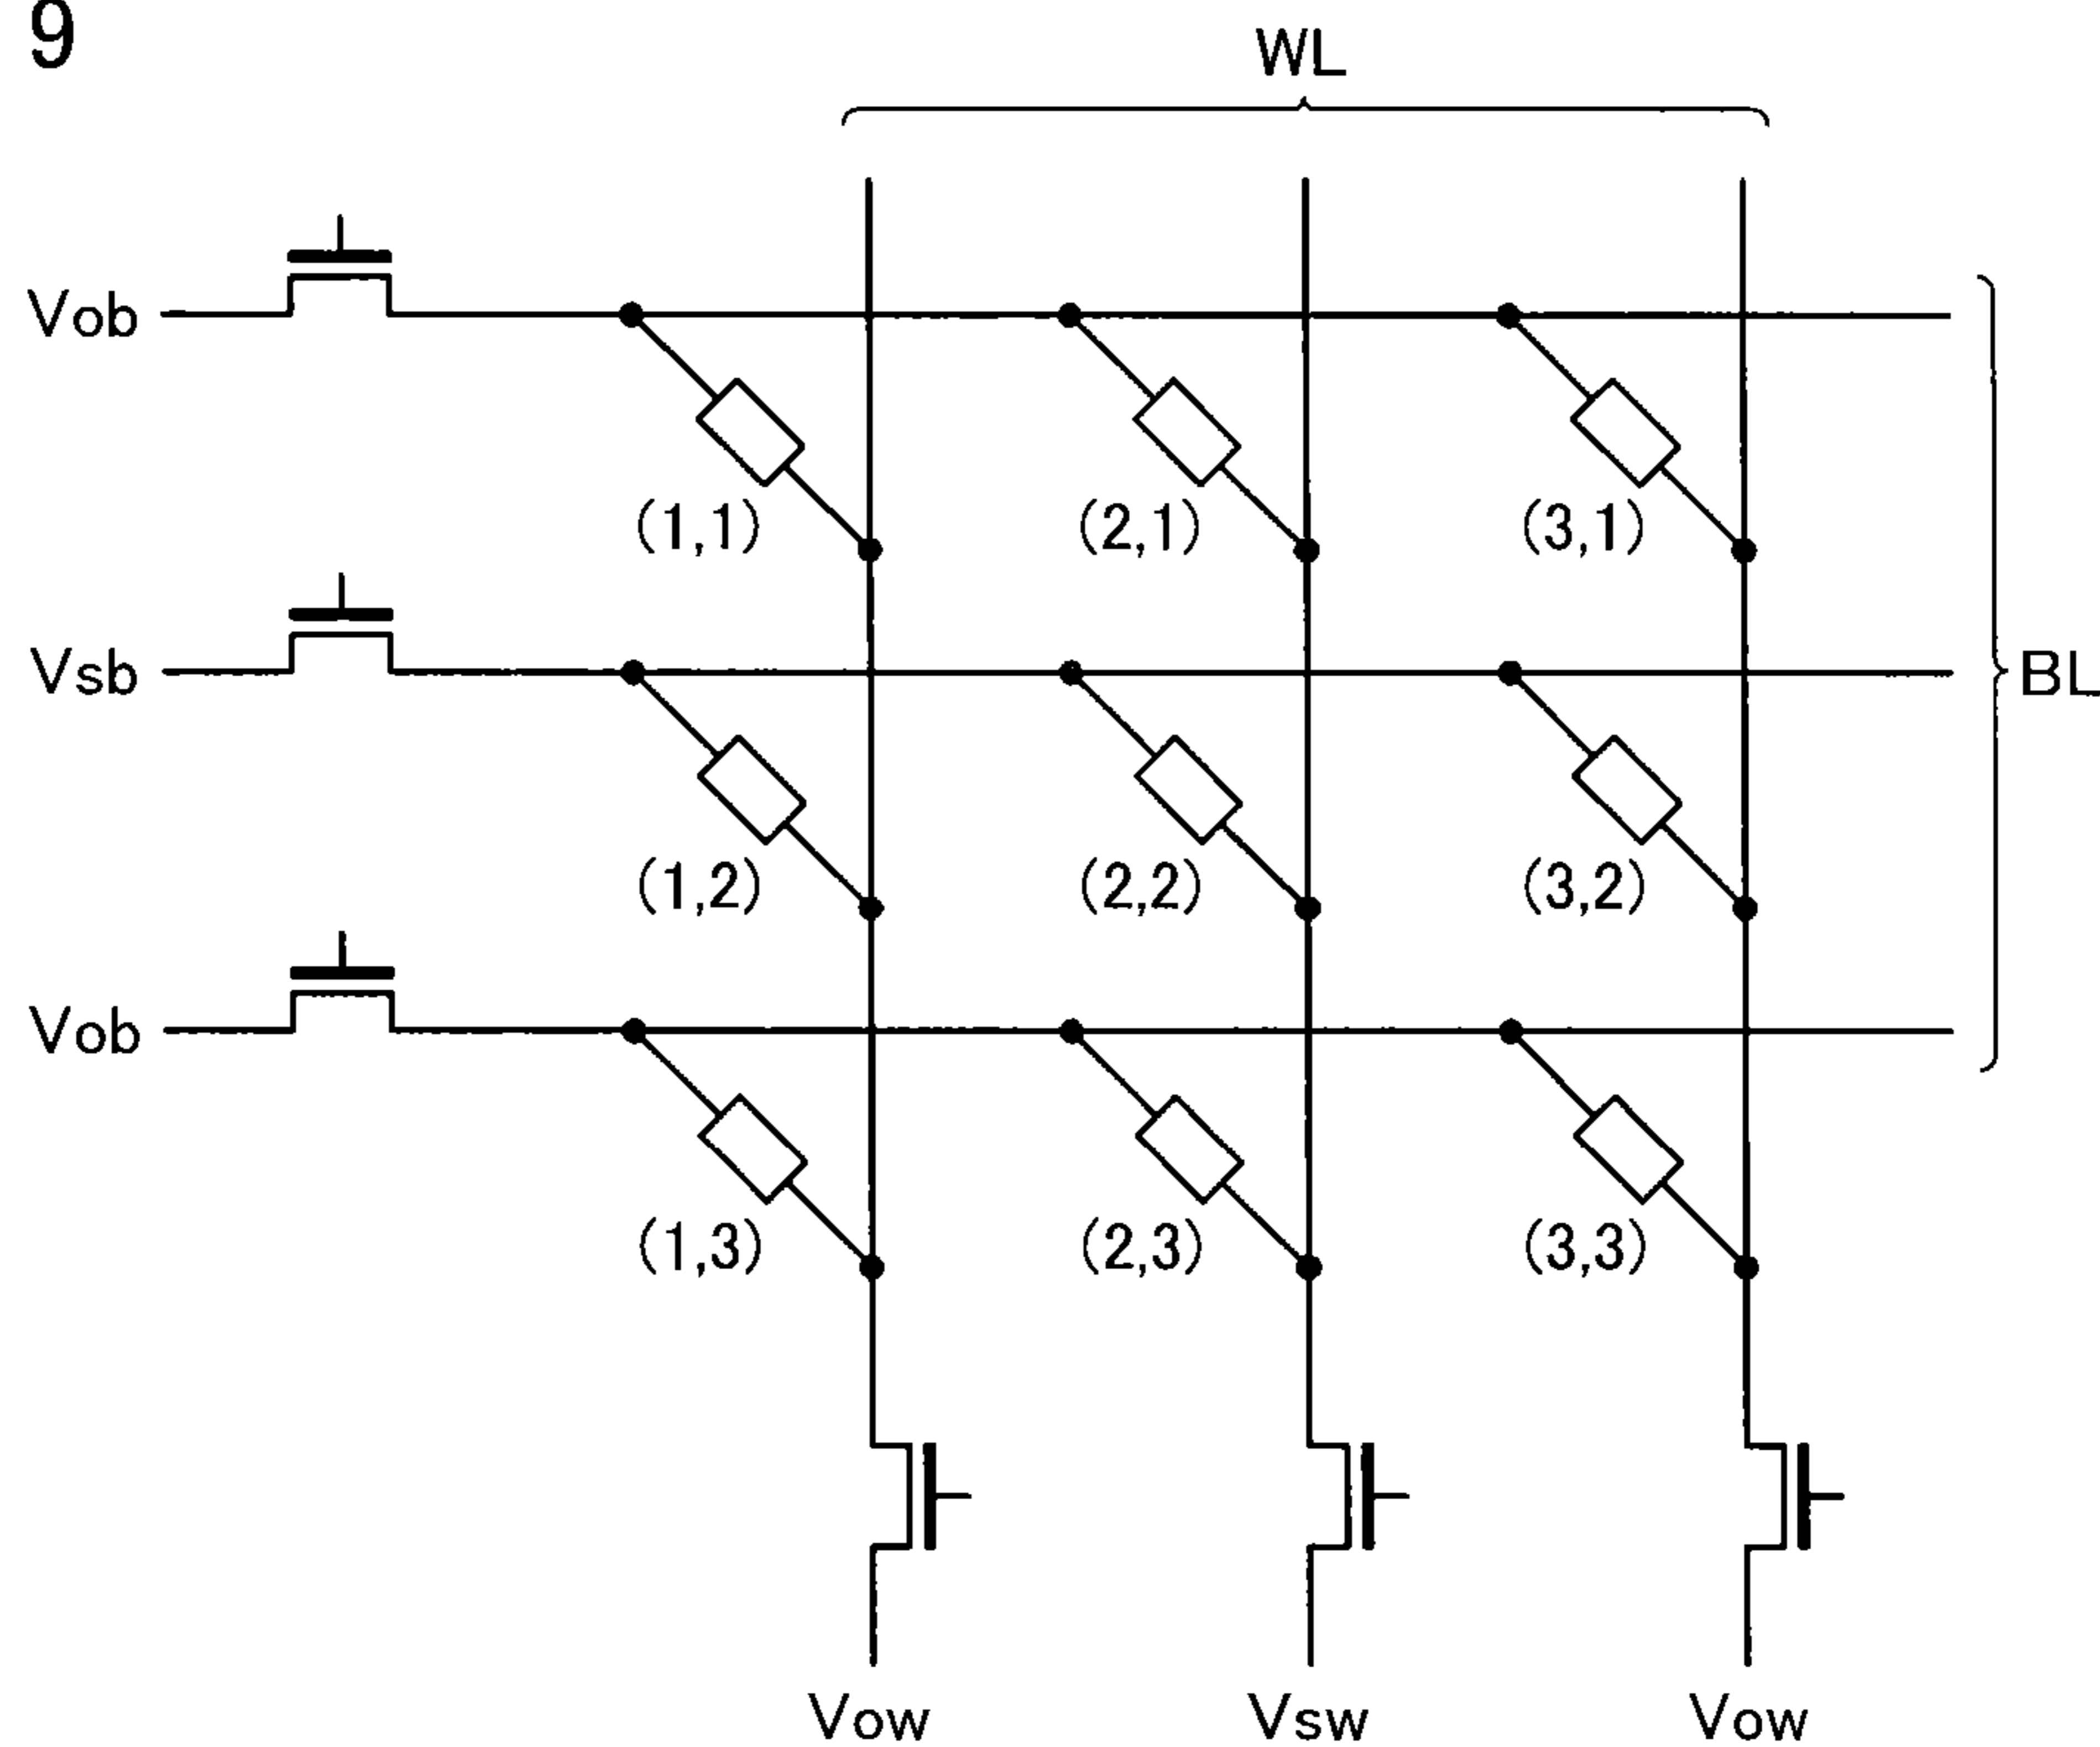 9
WL
Vob
(1,1) (2,1) (3,1)
Vsb
BL
(1,2) (2,2) (3,2)
Vob
(1,3) (2,3) (3,3)
Vow Vsw Vow